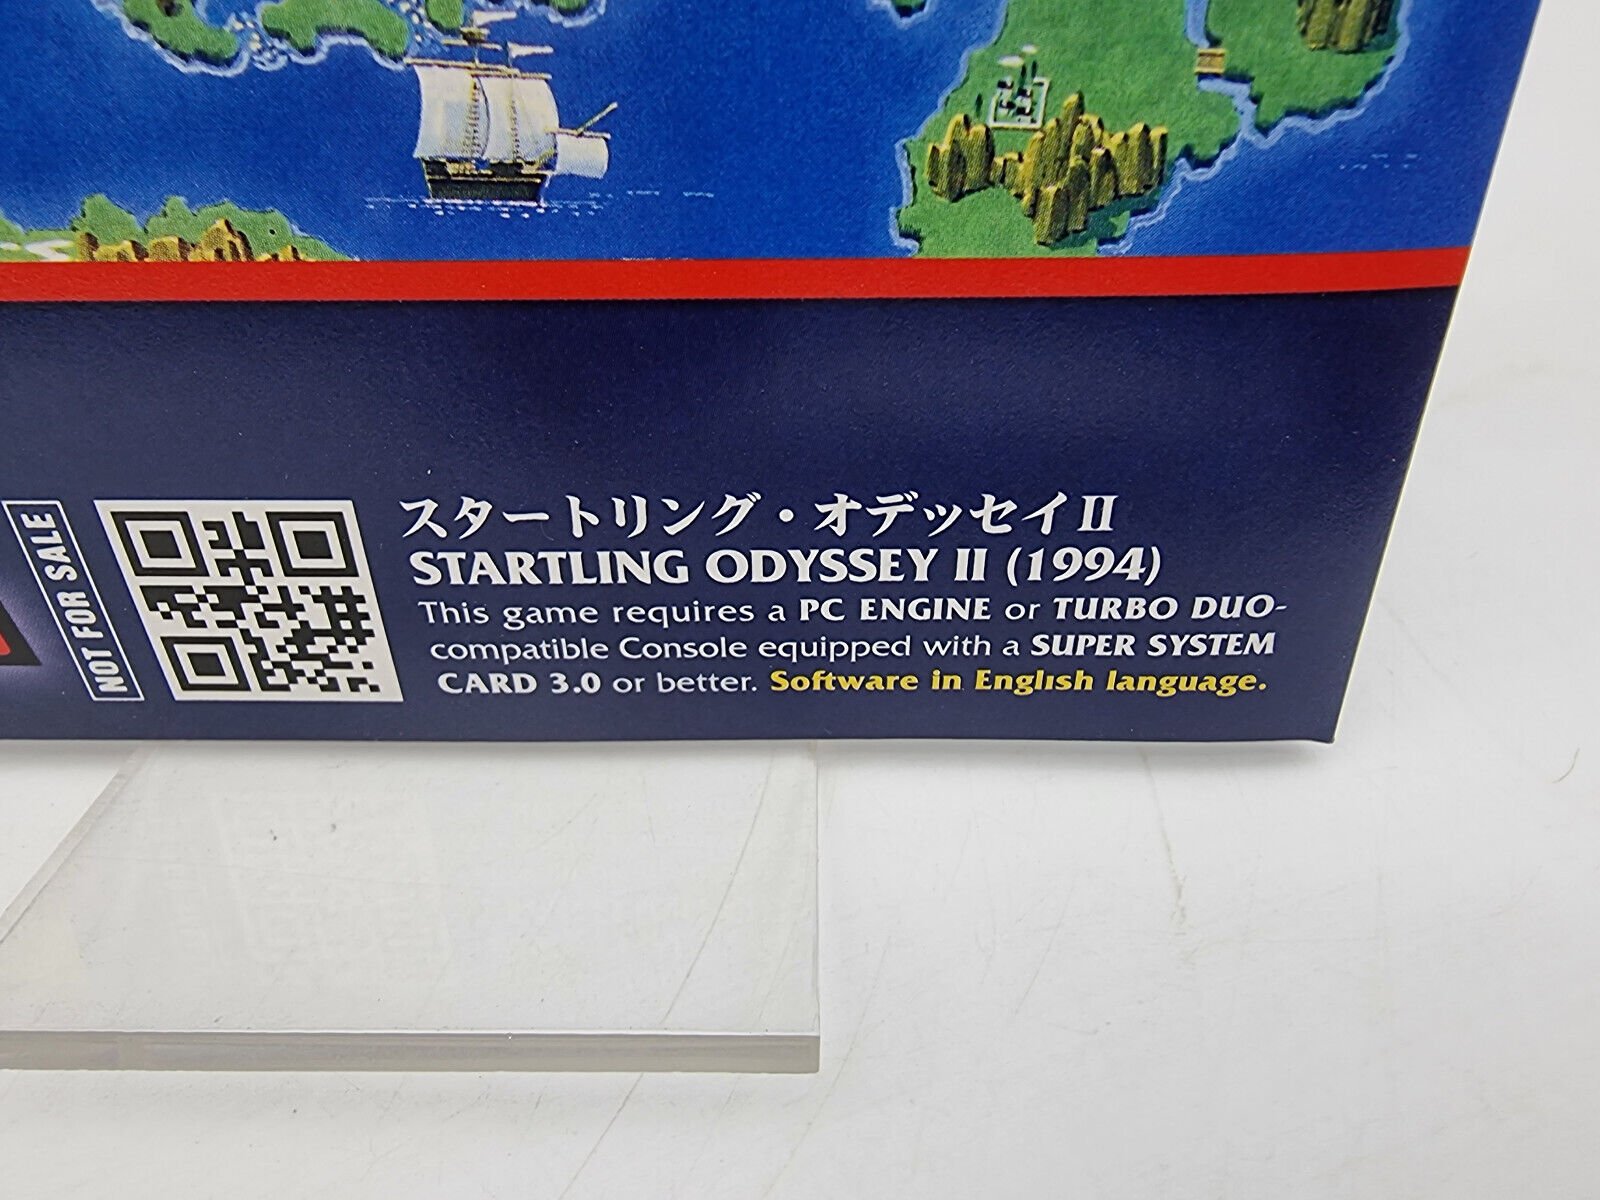 NOT FOR SALE
スタートリング・オデッセイII
STARTLING ODYSSEY II (1994)
This game requires a PC ENGINE or TURBO DUO-
compatible Console equipped with a SUPER SYSTEM
CARD 3.0 or better. Software in English language.